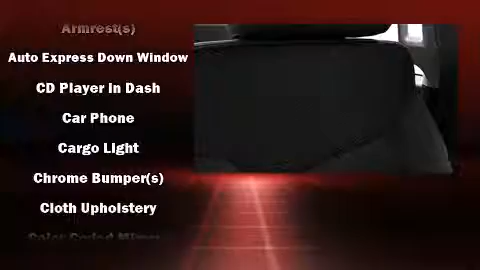 Armrest(s)
Auto Express Down Window
CD Player in Dash
Car Phone
Cargo Light
Chrome Bumper(s)
Cloth Upholstery